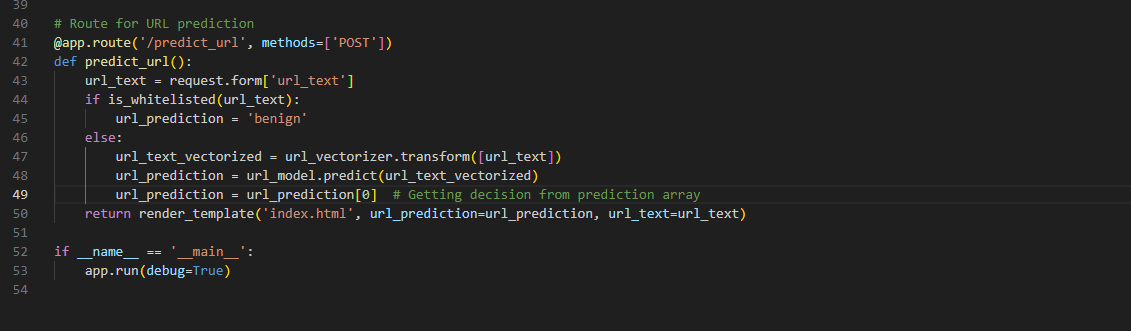 39
40 # Route for URL prediction
41 @app.route('/predict_url', methods=['POST'])
42 def predict_url():
43     url_text = request.form['url_text']
44     if is_whitelisted(url_text):
45         url_prediction = 'benign'
46     else:
47         url_text_vectorized = url_vectorizer.transform([url_text])
48         url_prediction = url_model.predict(url_text_vectorized)
49         url_prediction = url_prediction[0]  # Getting decision from prediction array
50     return render_template('index.html', url_prediction=url_prediction, url_text=url_text)
51
52 if __name__ == '__main__':
53     app.run(debug=True)
54